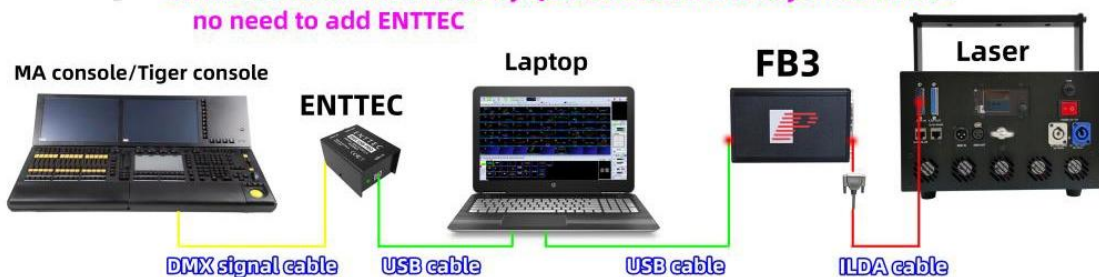 no need to add ENTTEC
MA console/Tiger console
ENTTEC
Laptop
FB3
Laser
ENTTEC
DMX signal cable
USB cable
USB cable
ILDA cable